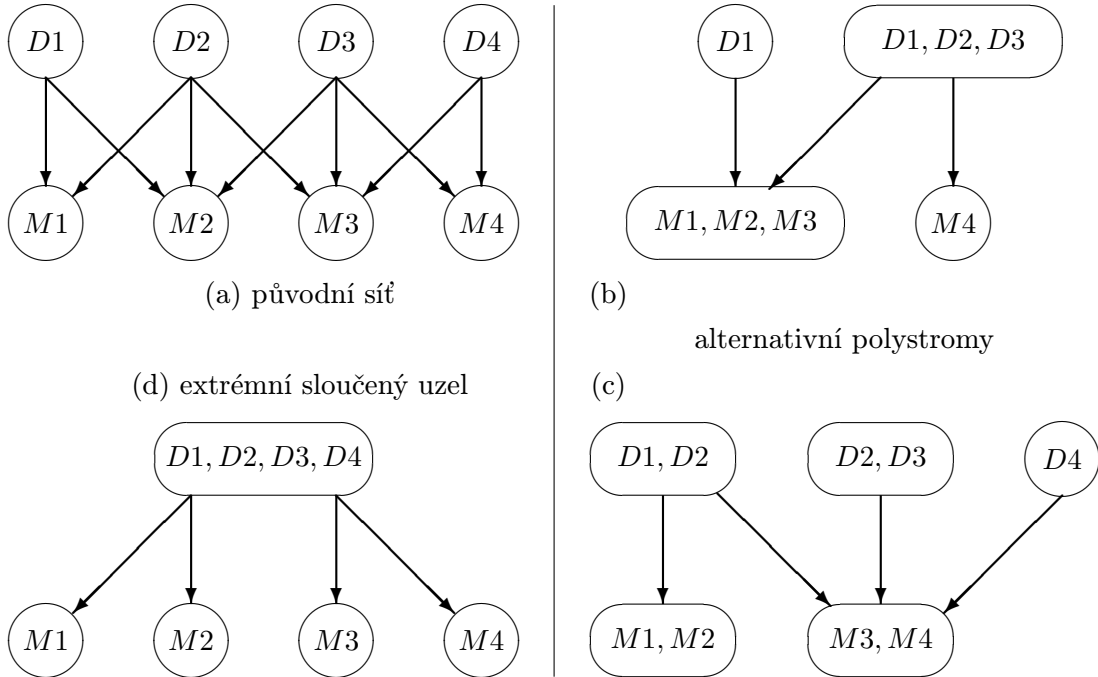 D1 D2 D3 D4
M1 M2 M3 M4
(a) původní síť
D1 D1, D2, D3
M1, M2, M3 M4
(b)
alternativní polystromy
(d) extrémní sloučený uzel
D1, D2, D3, D4
M1 M2 M3 M4
(c)
D1, D2 D2, D3 D4
M1, M2 M3, M4